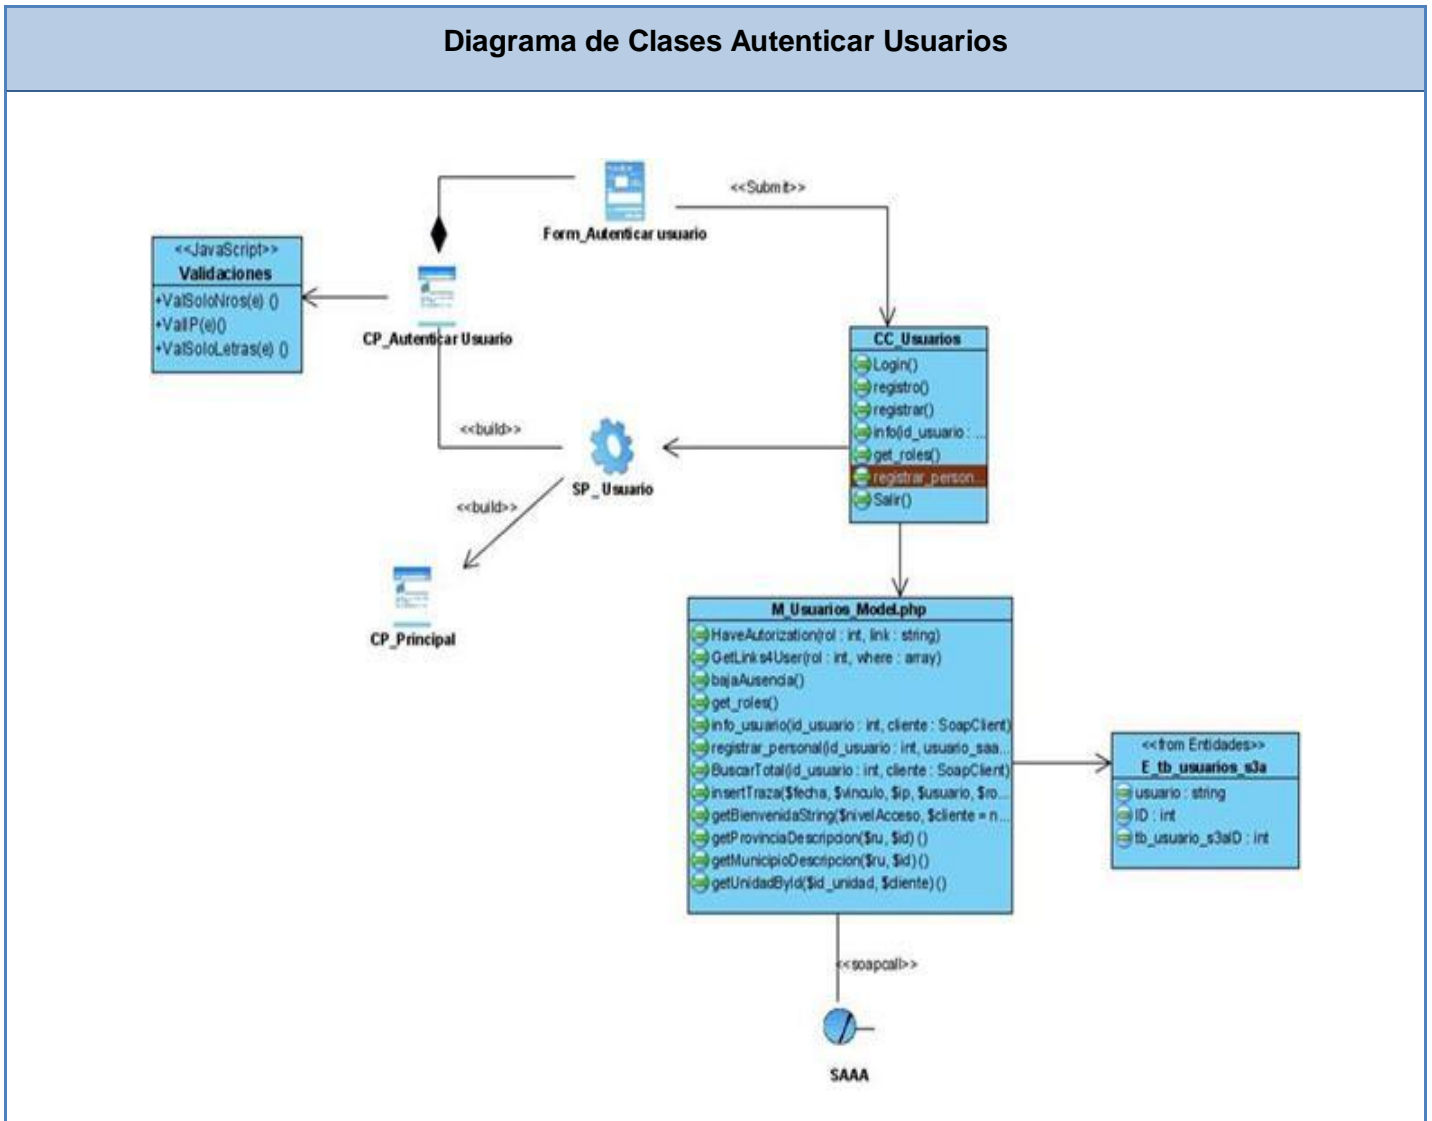 Diagrama de Clases Autenticar Usuarios
<<Submit>>
Form_Autenticar usuario
<<JavaScript>>
Validaciones
+ValSoloNros(e) ()
+ValIP(e)()
+ValSoloLetras(e) ()
CP_Autenticar Usuario
CC_Usuarios
Login()
registro()
registrar()
info(id_usuario : ...
get_roles()
registrar_person...
Salir()
<<build>>
SP_ Usuario
<<build>>
CP_Principal
M_Usuarios_Model.php
HaveAutorization(rol : int, link : string)
GetLinks4User(rol : int, where : array)
bajaAusencia()
get_roles()
info_usuario(id_usuario : int, cliente : SoapClient)
registrar_personal(id_usuario : int, usuario_saa...
BuscarTotal(id_usuario : int, cliente : SoapClient)
insertTraza($fecha, $vinculo, $ip, $usuario, $ro...
getBienvenidaString($nivelAcceso, $cliente = n...
getProvinciaDescripcion($ru, $id) ()
getMunicipioDescripcion($ru, $id) ()
getUnidadById($id_unidad, $cliente) ()
<<from Entidades>>
E_tb_usuarios_s3a
usuario : string
ID : int
tb_usuario_s3aID : int
<<soapcall>>
SAAA